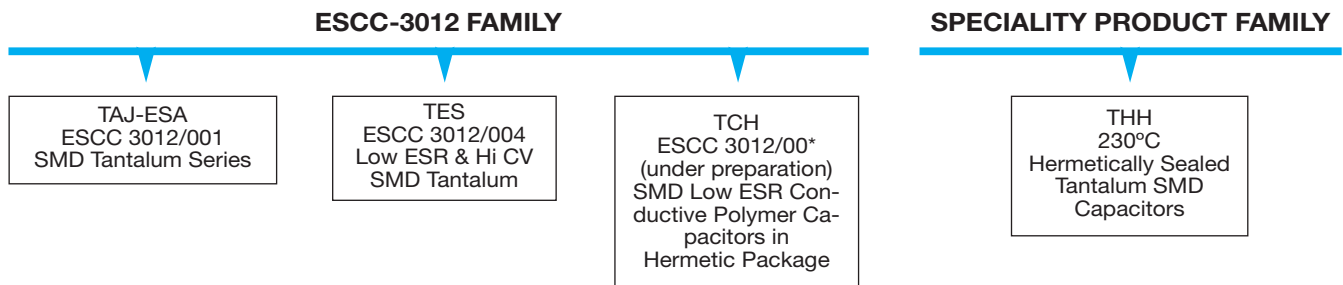 ESCC-3012 FAMILY
TAJ-ESA
ESCC 3012/001
SMD Tantalum Series
TES
ESCC 3012/004
Low ESR & Hi CV
SMD Tantalum
TCH
ESCC 3012/00*
(under preparation)
SMD Low ESR Con-
ductive Polymer Ca-
pacitors in
Hermetic Package
SPECIALITY PRODUCT FAMILY
THH
230ºC
Hermetically Sealed
Tantalum SMD
Capacitors